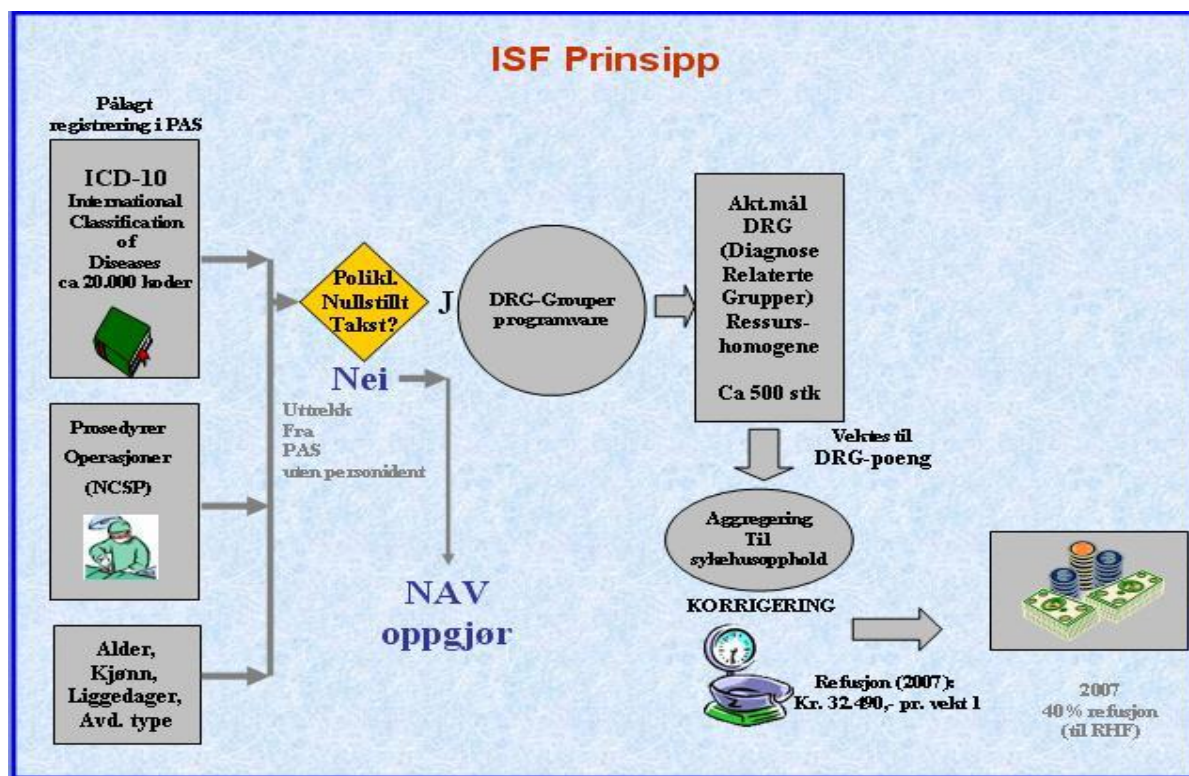 ISF Prinsipp
Pålagt
registrering i PAS
ICD-10
International
Classification
of
Diseases
ca 20.000 koder
Prosedyrer
Operasjoner
(NCSP)
Alder,
Kjønn,
Liggedager,
Avd. type
Polikl.
Nullstillt
Takst?
J
Nei
Uttrekk
Fra
PAS
uten personident
NAV
oppgjør
DRG-Grouper
programvare
Akt.mål
DRG
(Diagnose
Relaterte
Grupper)
Ressurs-
homogene
Ca 500 stk
Vektes til
DRG-poeng
Aggregering
Til
sykehusopphold
KORRIGERING
Refusjon (2007):
Kr. 32.490,- pr. vekt 1
2007
40% refusjon
(til RHF)